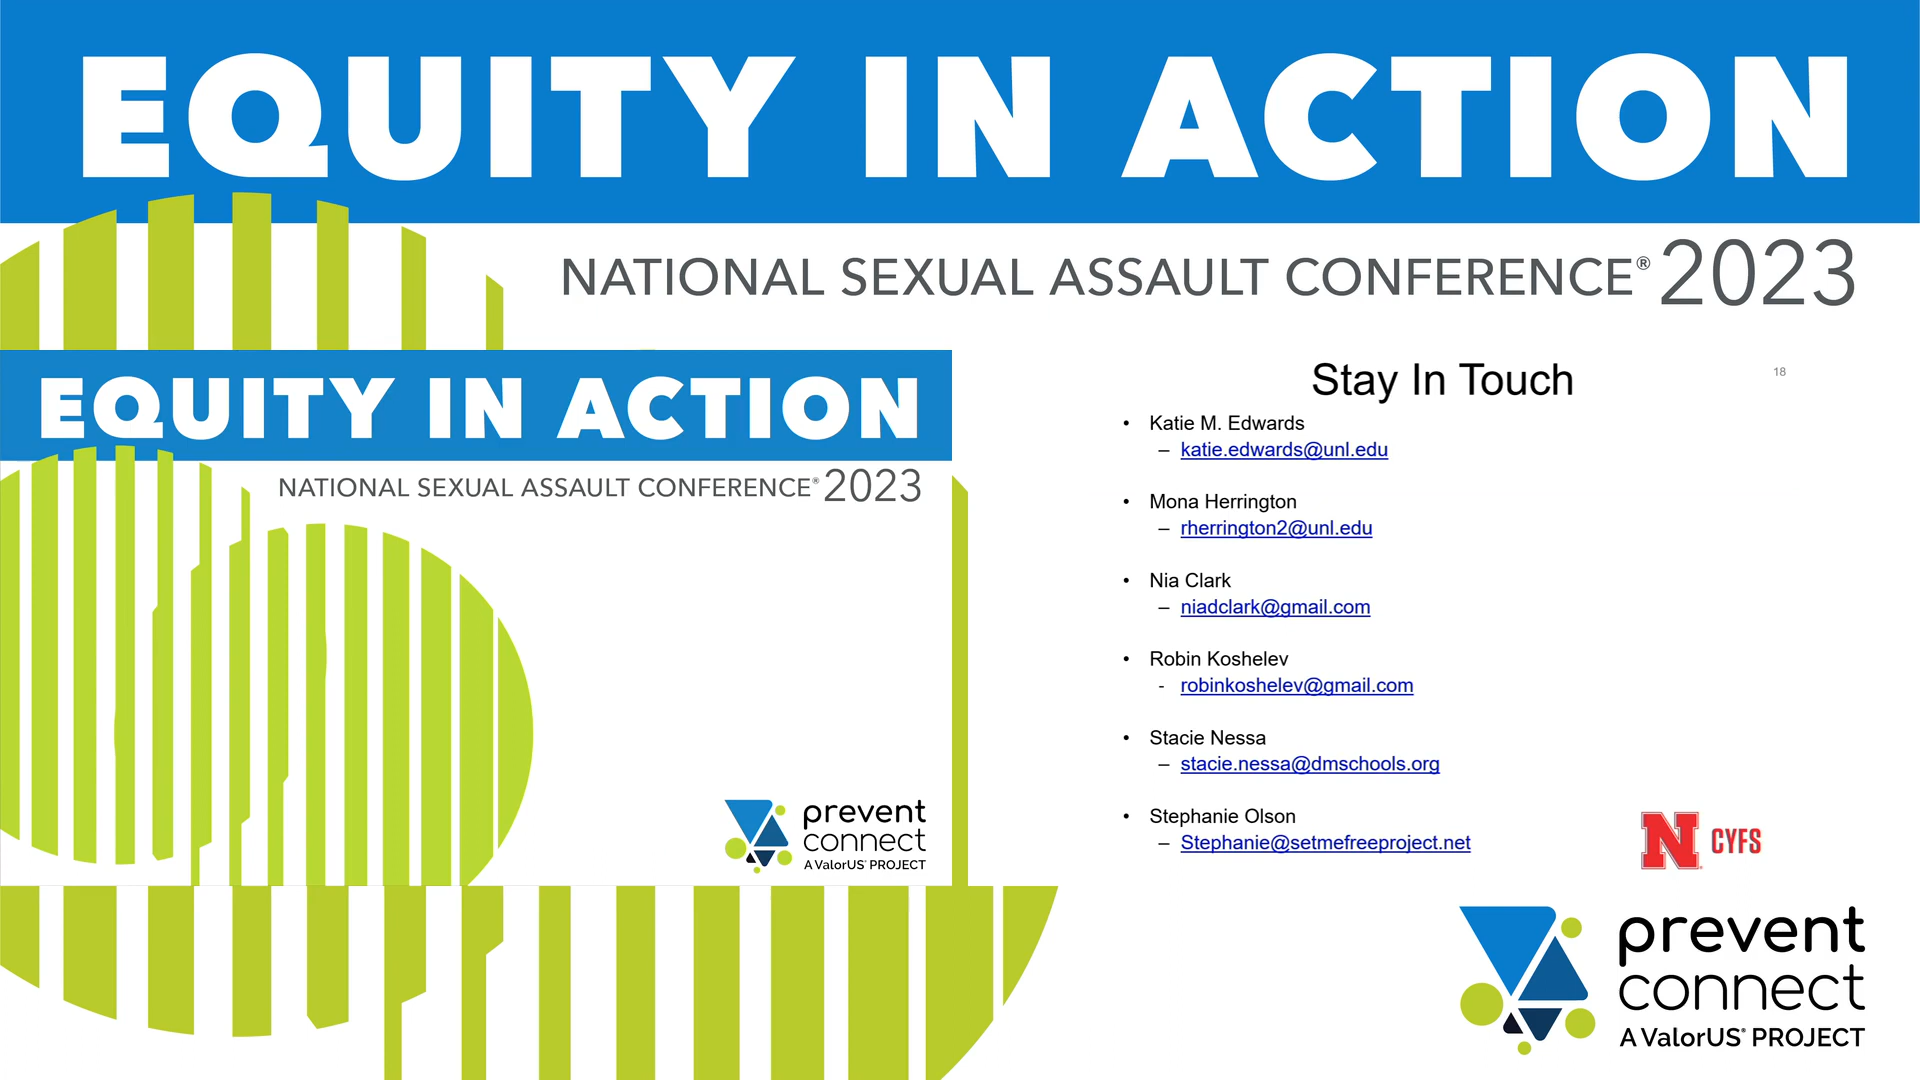 EQUITY IN ACTION
NATIONAL SEXUAL ASSAULT CONFERENCE® 2023
EQUITY IN ACTION
NATIONAL SEXUAL ASSAULT CONFERENCE® 2023
prevent
connect
A ValorUS® PROJECT
Stay In Touch
18
• Katie M. Edwards
– katie.edwards@unl.edu
• Mona Herrington
– rherrington2@unl.edu
• Nia Clark
– niadclark@gmail.com
• Robin Koshelev
- robinkoshelev@gmail.com
• Stacie Nessa
– stacie.nessa@dmschools.org
• Stephanie Olson
– Stephanie@setmefreeproject.net
N CYFS
prevent
connect
A ValorUS® PROJECT